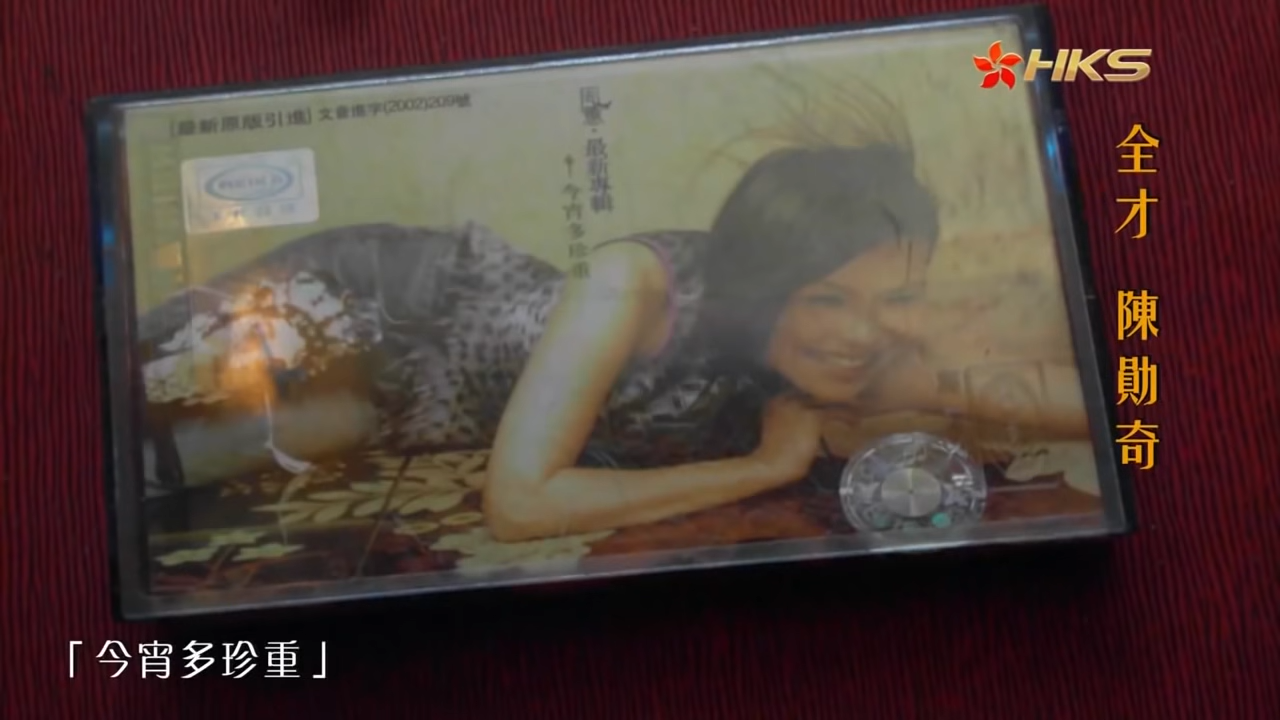 HKS
全才 陳勛奇
[最新原版引進] 文音進字(2002)209號
最新專輯
今宵多珍重
「今宵多珍重」